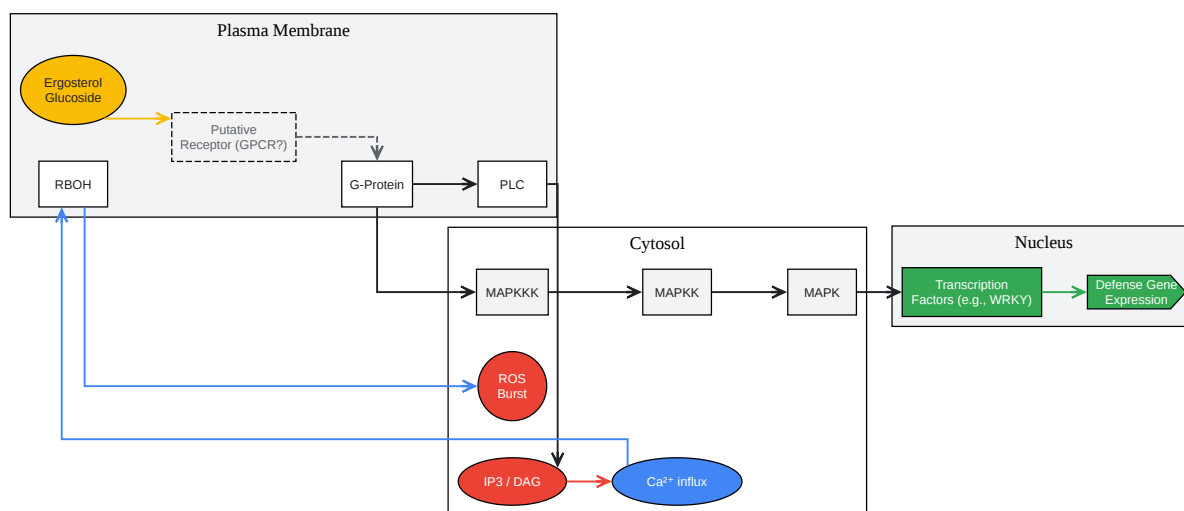 Plasma Membrane
Ergosterol
Glucoside
Putative
Receptor (GPCR?)
RBOH
G-Protein
PLC
Cytosol
Nucleus
MAPKKK
MAPKK
MAPK
Transcription
Factors (e.g., WRKY)
Defense Gene
Expression
ROS
Burst
IP3 / DAG
Ca²⁺ influx